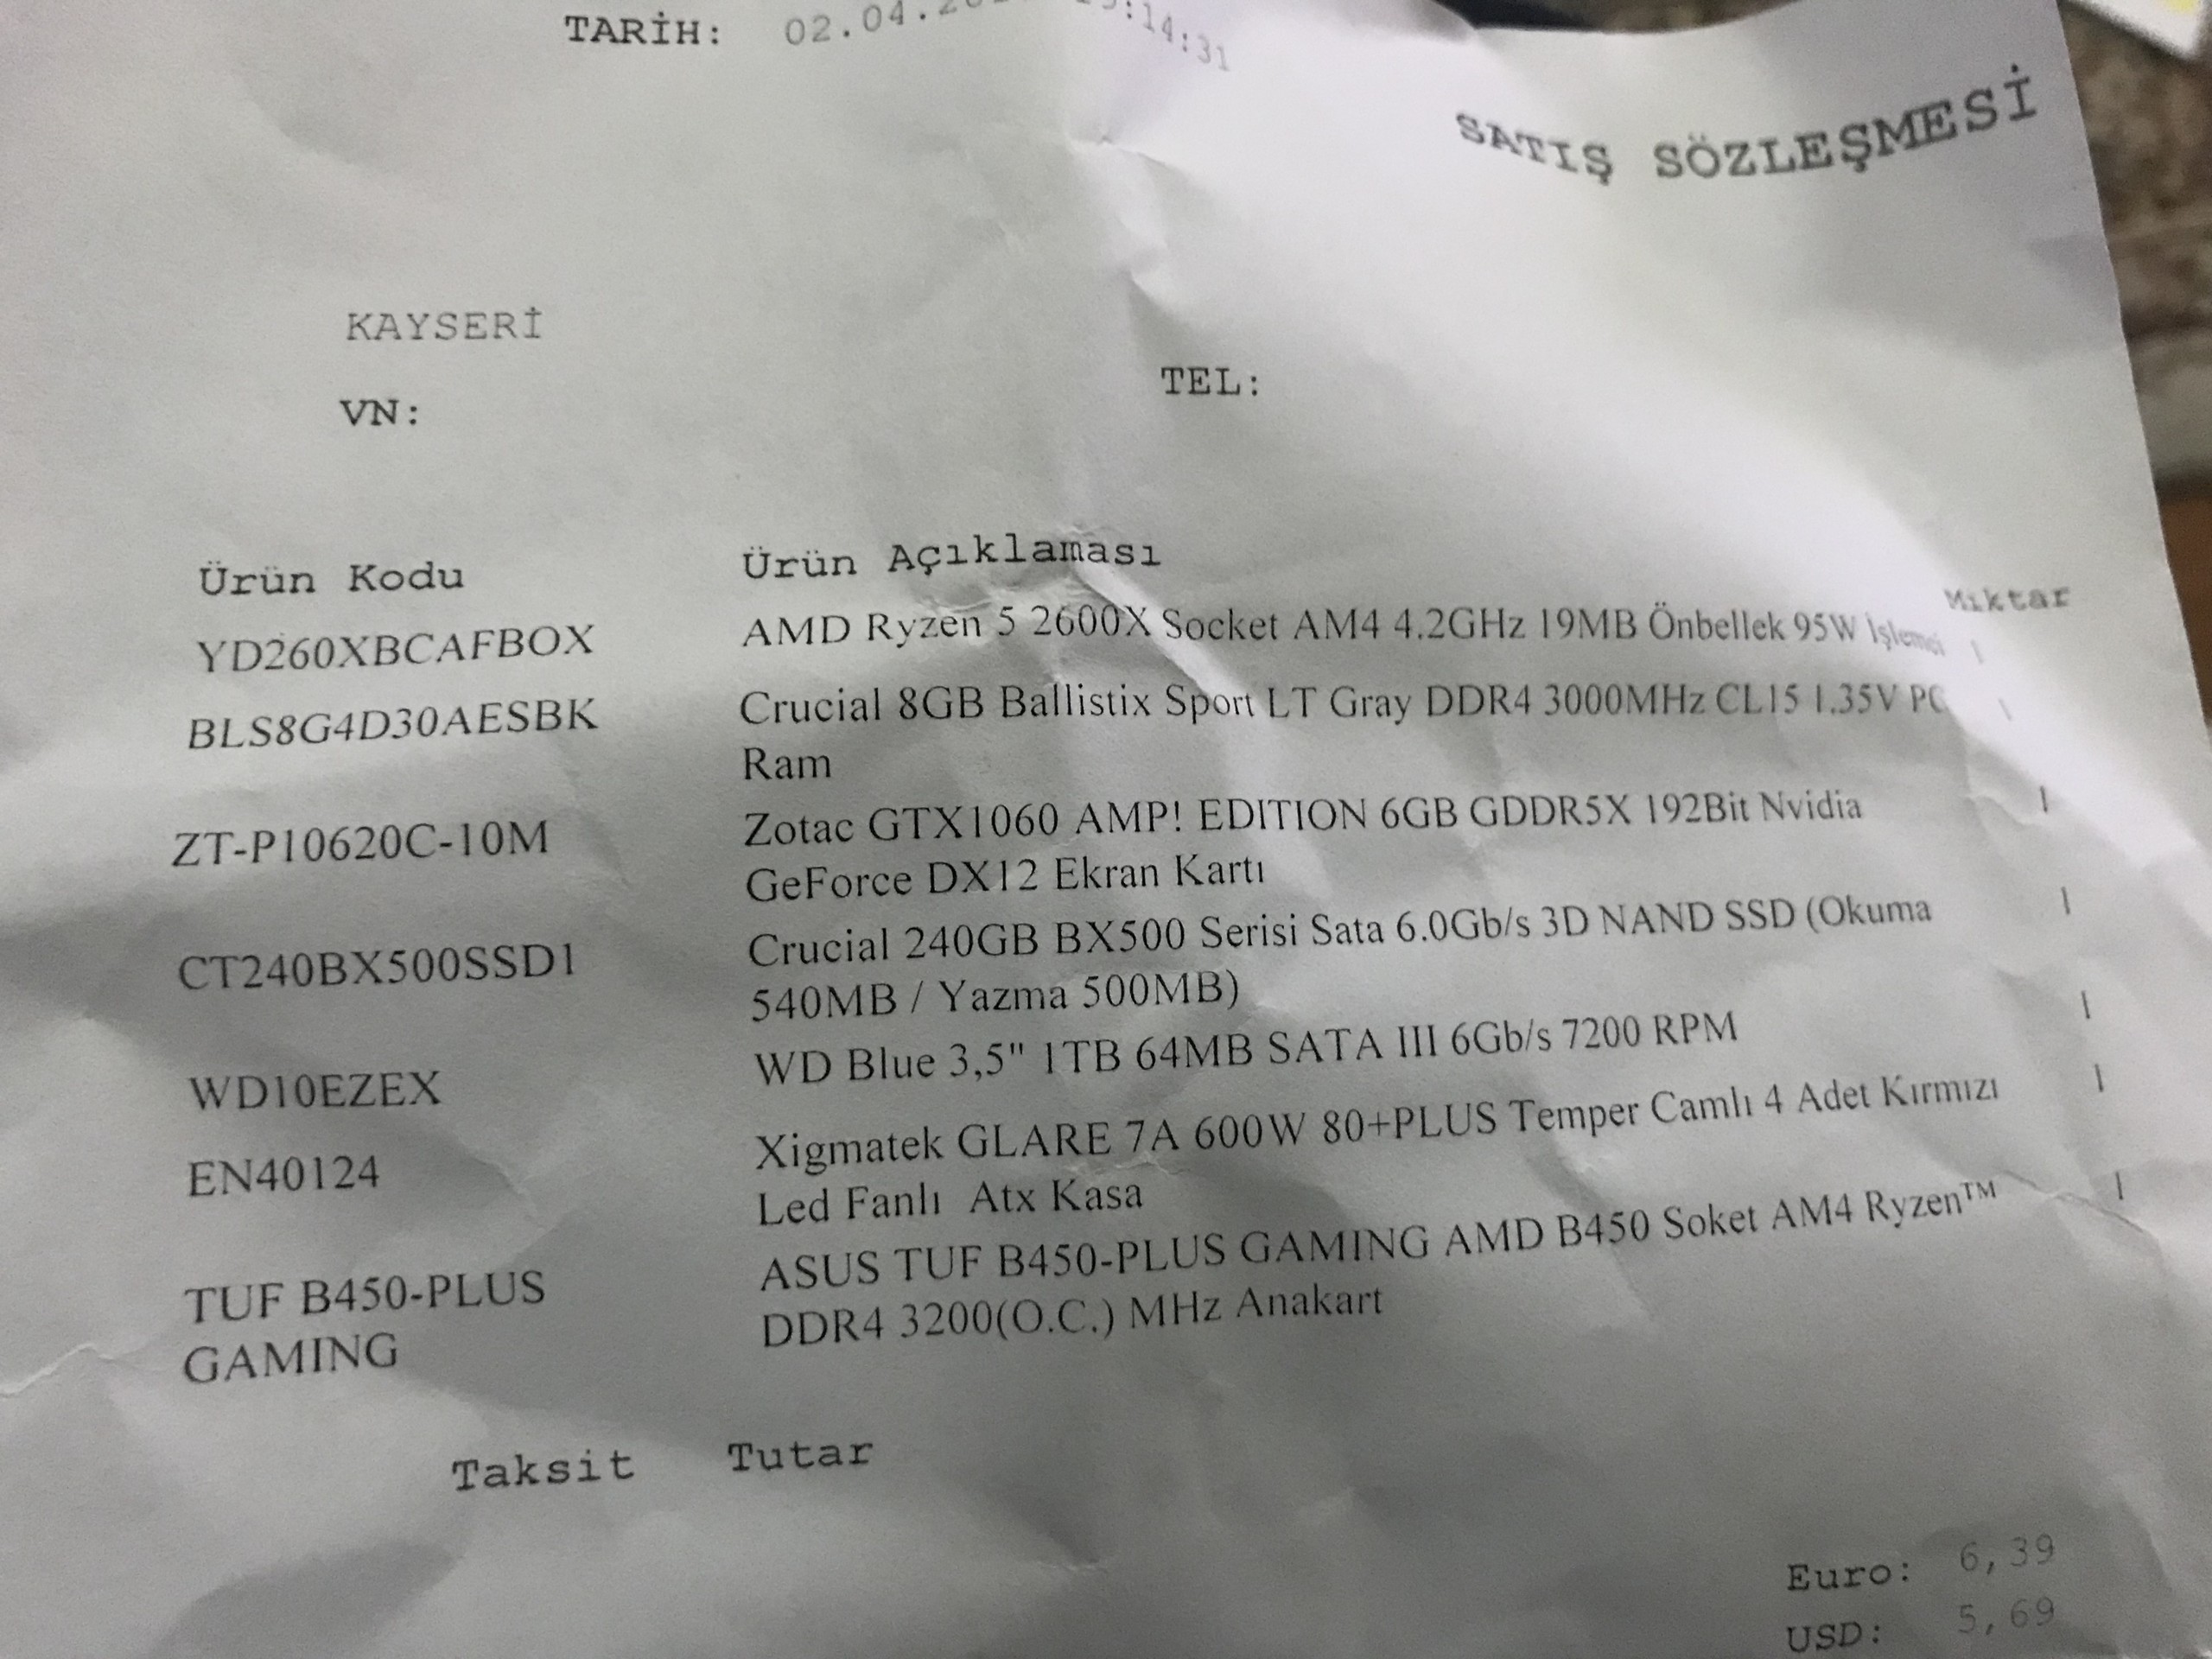 TARİH: 02.04.20 :14:31
SATIŞ SÖZLEŞMESİ
KAYSERİ
VN: TEL:
Ürün Kodu Ürün Açıklaması Miktar
YD260XBCAFBOX AMD Ryzen 5 2600X Socket AM4 4.2GHz 19MB Önbellek 95W İşlemci 1
BLS8G4D30AESBK Crucial 8GB Ballistix Sport LT Gray DDR4 3000MHz CL15 1.35V PC 1
Ram
ZT-P10620C-10M Zotac GTX1060 AMP! EDITION 6GB GDDR5X 192Bit Nvidia 1
GeForce DX12 Ekran Kartı
CT240BX500SSD1 Crucial 240GB BX500 Serisi Sata 6.0Gb/s 3D NAND SSD (Okuma 1
540MB / Yazma 500MB)
WD10EZEX WD Blue 3,5" 1TB 64MB SATA III 6Gb/s 7200 RPM 1
EN40124 Xigmatek GLARE 7A 600W 80+PLUS Temper Camlı 4 Adet Kırmızı 1
Led Fanlı Atx Kasa
TUF B450-PLUS ASUS TUF B450-PLUS GAMING AMD B450 Soket AM4 Ryzen™ 1
GAMING DDR4 3200(O.C.) MHz Anakart
Taksit Tutar
Euro: 6,39
USD: 5,69